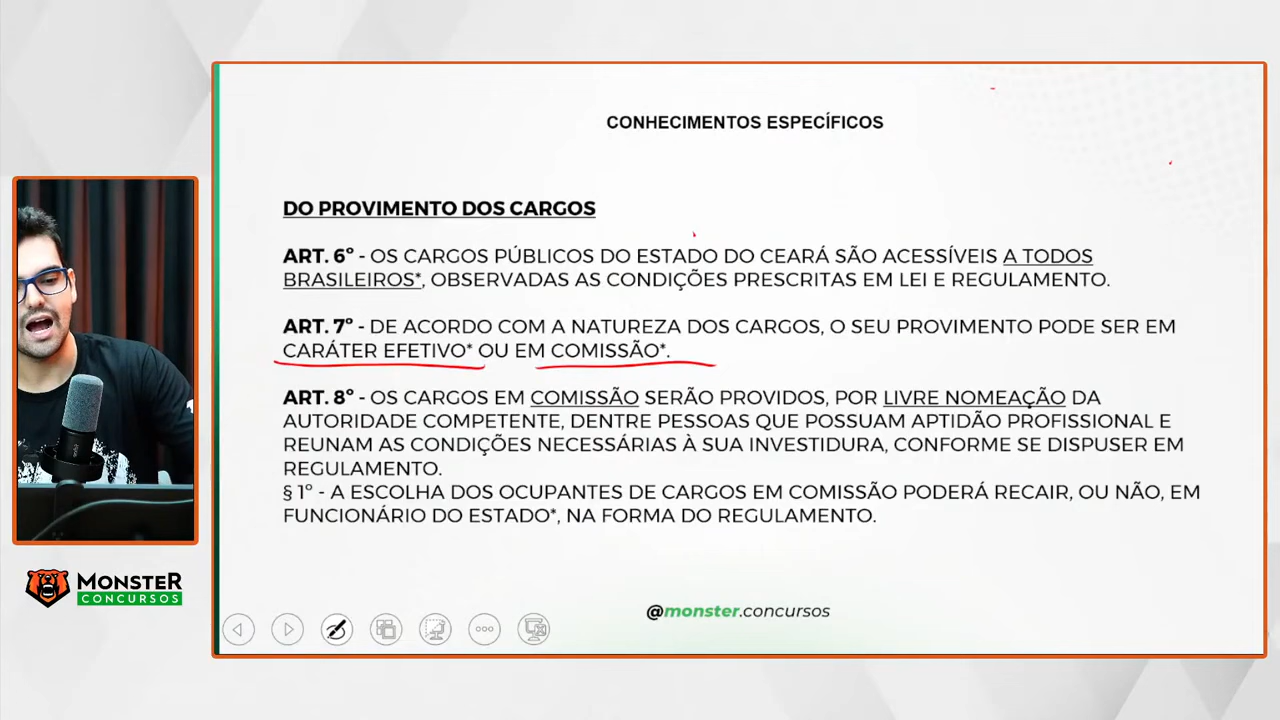 CONHECIMENTOS ESPECÍFICOS
DO PROVIMENTO DOS CARGOS
ART. 6º - OS CARGOS PÚBLICOS DO ESTADO DO CEARÁ SÃO ACESSÍVEIS A TODOS
BRASILEIROS*, OBSERVADAS AS CONDIÇÕES PRESCRITAS EM LEI E REGULAMENTO.
ART. 7º - DE ACORDO COM A NATUREZA DOS CARGOS, O SEU PROVIMENTO PODE SER EM
CARÁTER EFETIVO* OU EM COMISSÃO*.
ART. 8º - OS CARGOS EM COMISSÃO SERÃO PROVIDOS, POR LIVRE NOMEAÇÃO DA
AUTORIDADE COMPETENTE, DENTRE PESSOAS QUE POSSUAM APTIDÃO PROFISSIONAL E
REUNAM AS CONDIÇÕES NECESSÁRIAS À SUA INVESTIDURA, CONFORME SE DISPUSER EM
REGULAMENTO.
§ 1º - A ESCOLHA DOS OCUPANTES DE CARGOS EM COMISSÃO PODERÁ RECAIR, OU NÃO, EM
FUNCIONÁRIO DO ESTADO*, NA FORMA DO REGULAMENTO.
MONSTER
CONCURSOS
@monster.concursos